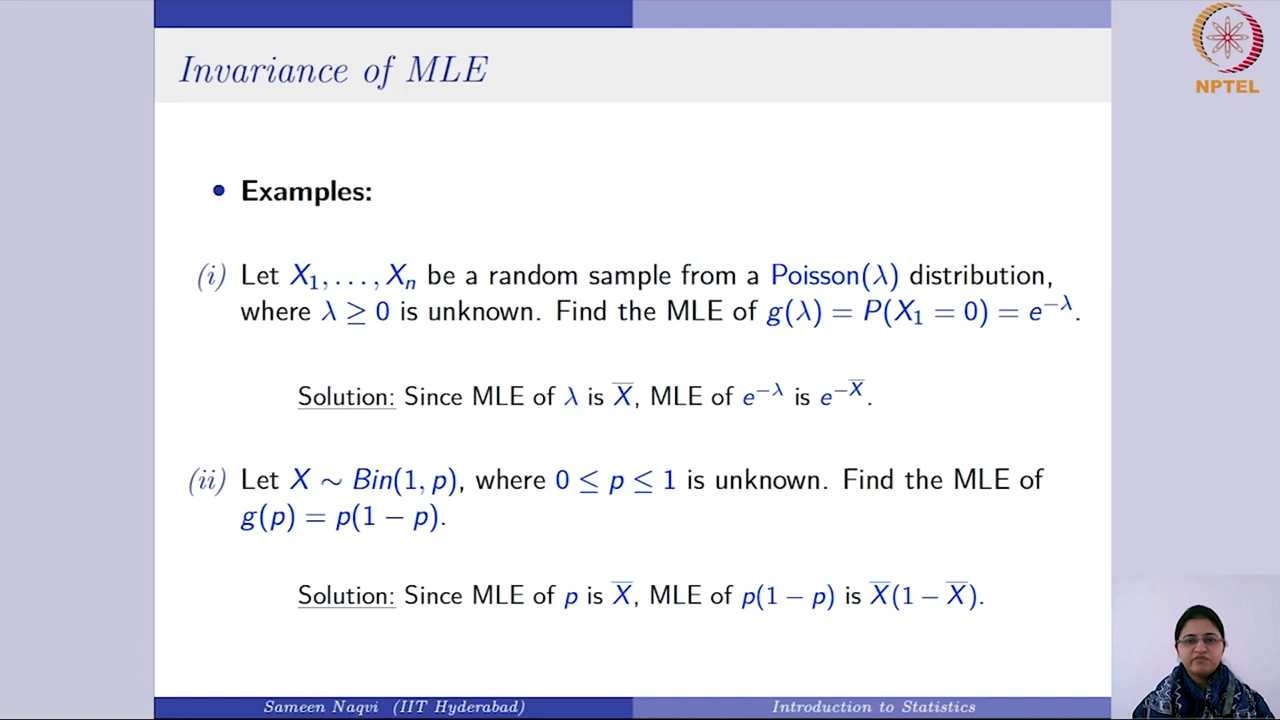 Invariance of MLE
NPTEL
• Examples:
(i) Let X₁, . . . , Xₙ be a random sample from a Poisson(λ) distribution,
where λ ≥ 0 is unknown. Find the MLE of g(λ) = P(X₁ = 0) = e^{−λ}.
Solution: Since MLE of λ is X̅, MLE of e^{−λ} is e^{−X̅}.
(ii) Let X ∼ Bin(1, p), where 0 ≤ p ≤ 1 is unknown. Find the MLE of
g(p) = p(1 − p).
Solution: Since MLE of p is X̅, MLE of p(1 − p) is X̅(1 − X̅).
Sameen Naqvi (IIT Hyderabad)
Introduction to Statistics